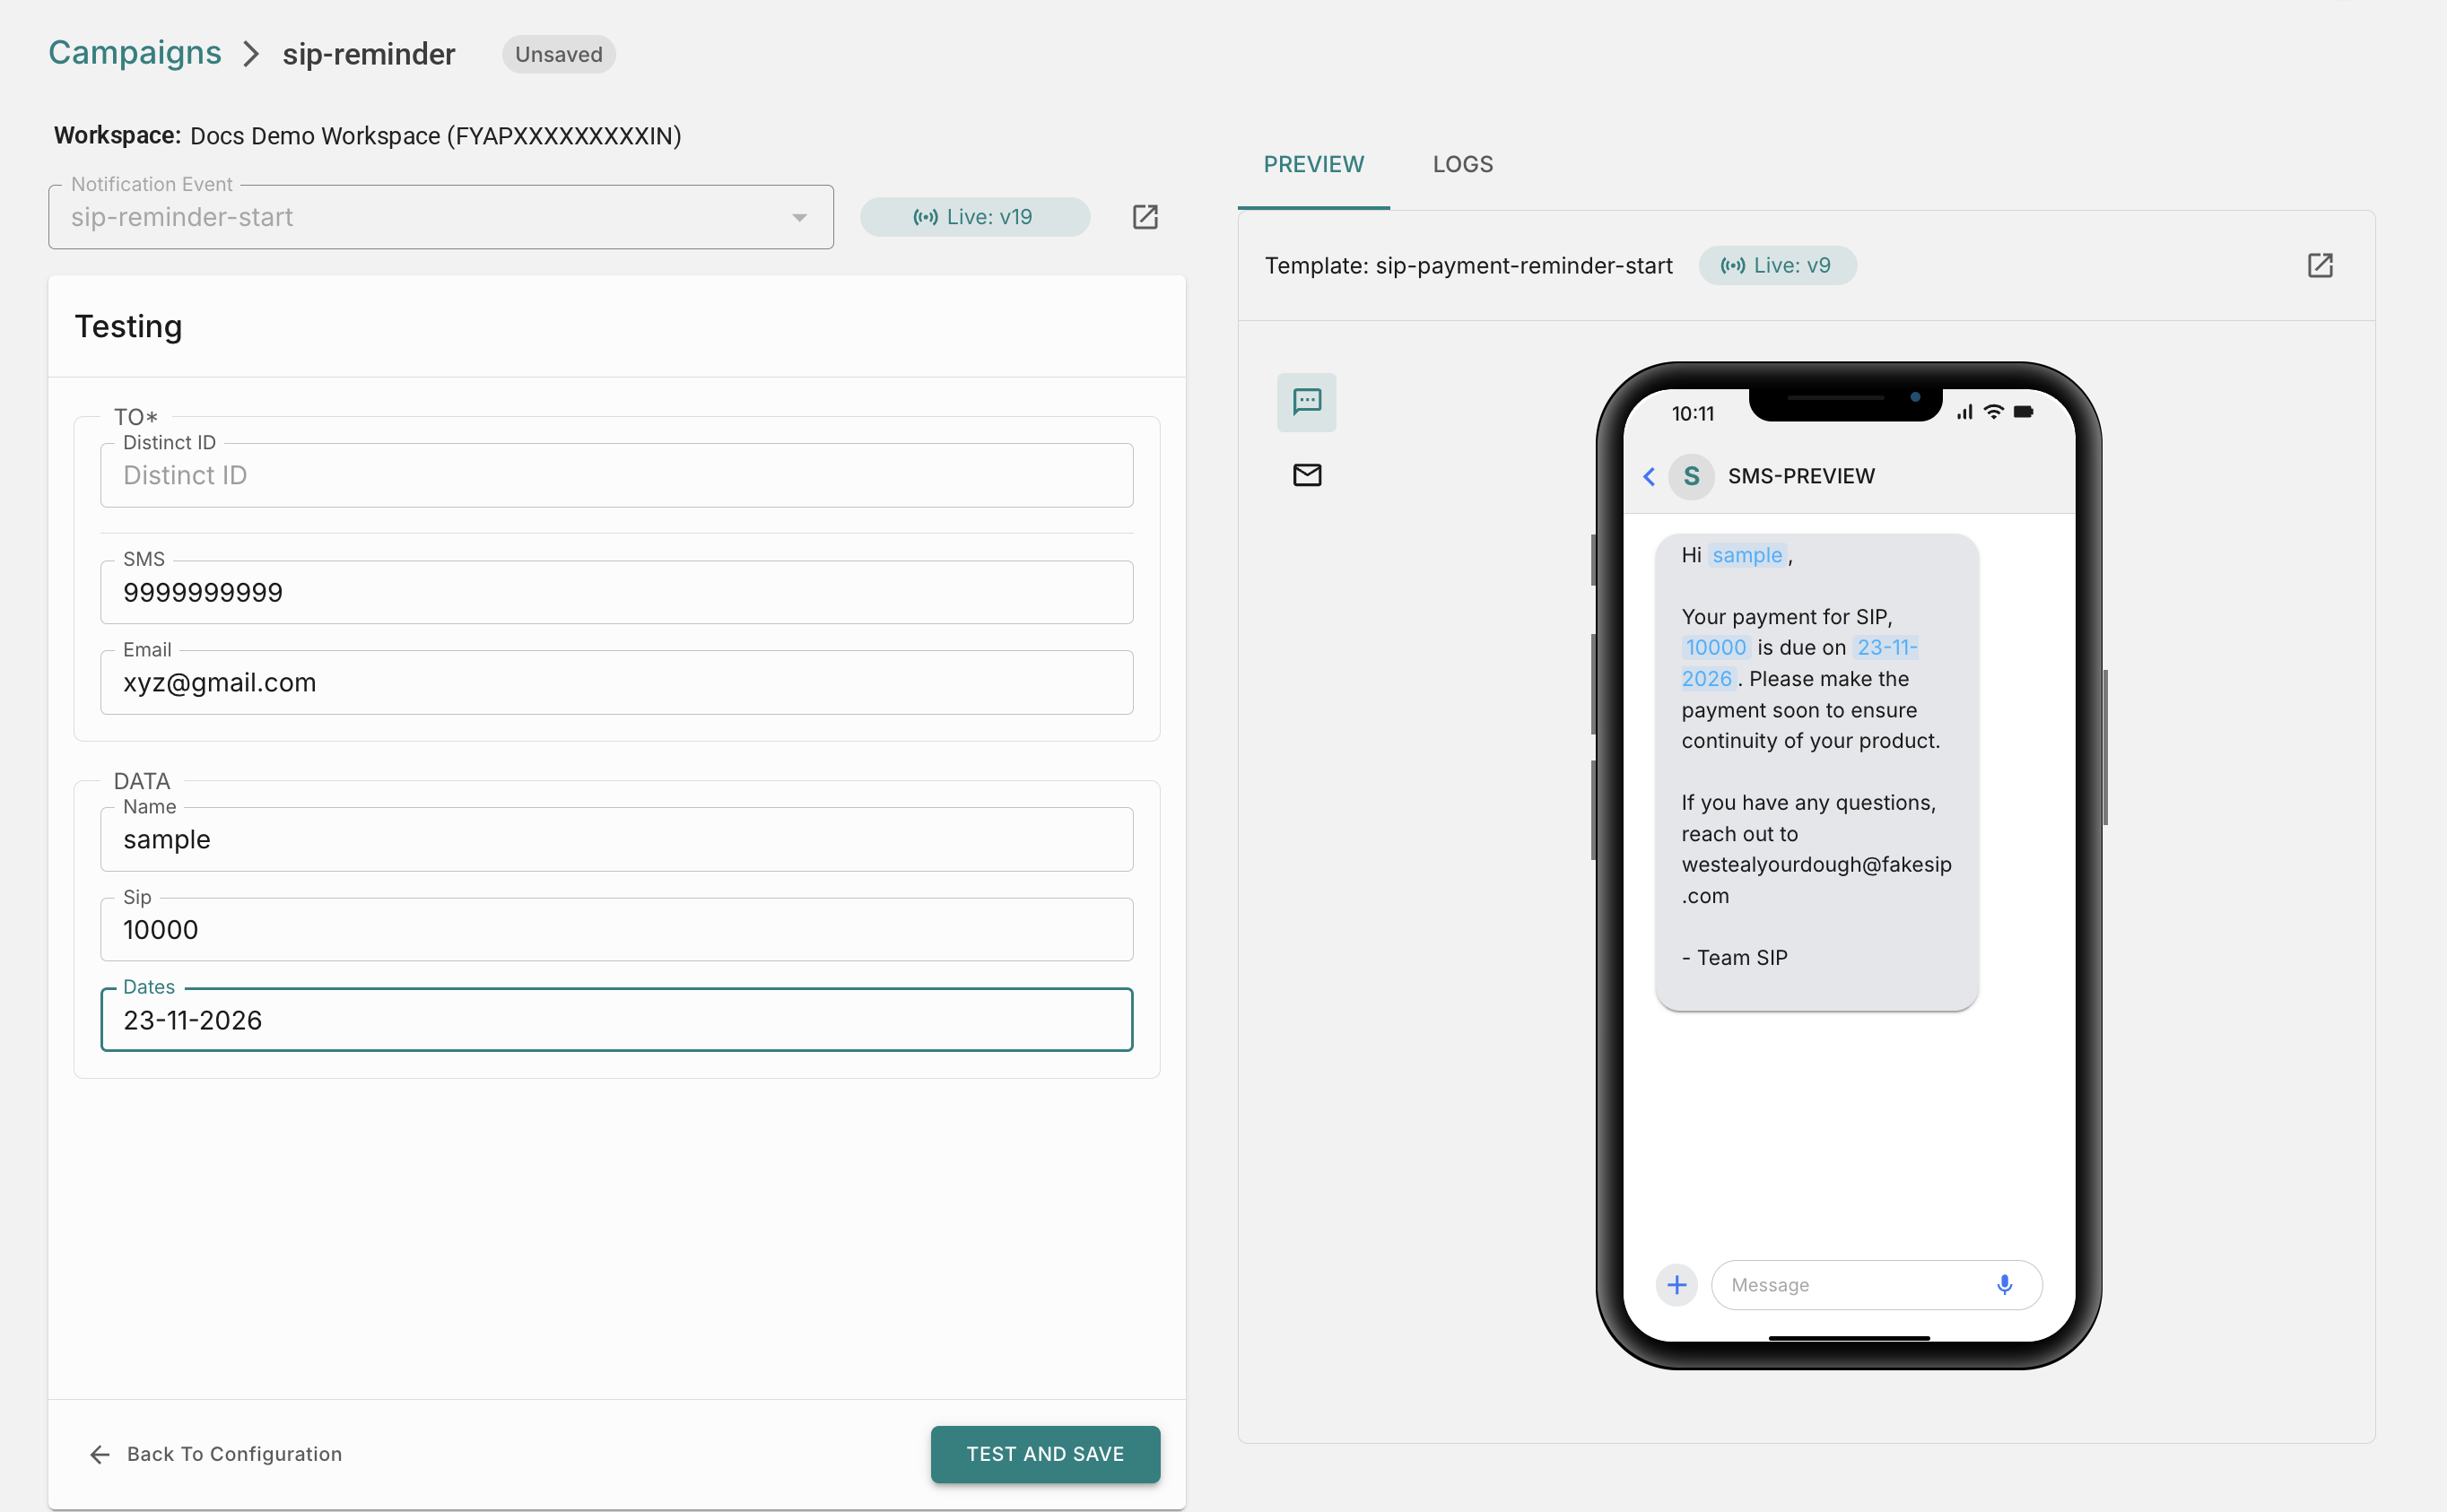 Campaigns
sip-reminder
Unsaved
Workspace: Docs Demo Workspace (FYAPXXXXXXXXXIN)
Notification Event
sip-reminder-start
Live: v19
Testing
TO*
Distinct ID
Distinct ID
SMS
9999999999
Email
xyz@gmail.com
DATA
Name
sample
Sip
10000
Dates
23-11-2026
Back To Configuration
TEST AND SAVE
PREVIEW
LOGS
Template: sip-payment-reminder-start
Live: v9
10:11
S
SMS-PREVIEW
Hi sample,
Your payment for SIP,
10000 is due on 23-11-
2026. Please make the
payment soon to ensure
continuity of your product.
If you have any questions,
reach out to
westealyourdough@fakesip
.com
- Team SIP
Message